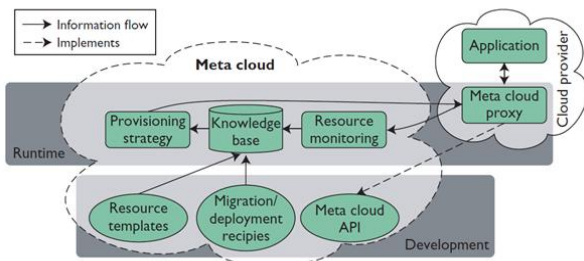 Information flow
Implements
Meta cloud
Application
Cloud provider
Meta cloud
proxy
Provisioning
strategy
Knowledge
base
Resource
monitoring
Runtime
Resource
templates
Migration/
deployment
recipies
Meta cloud
API
Development